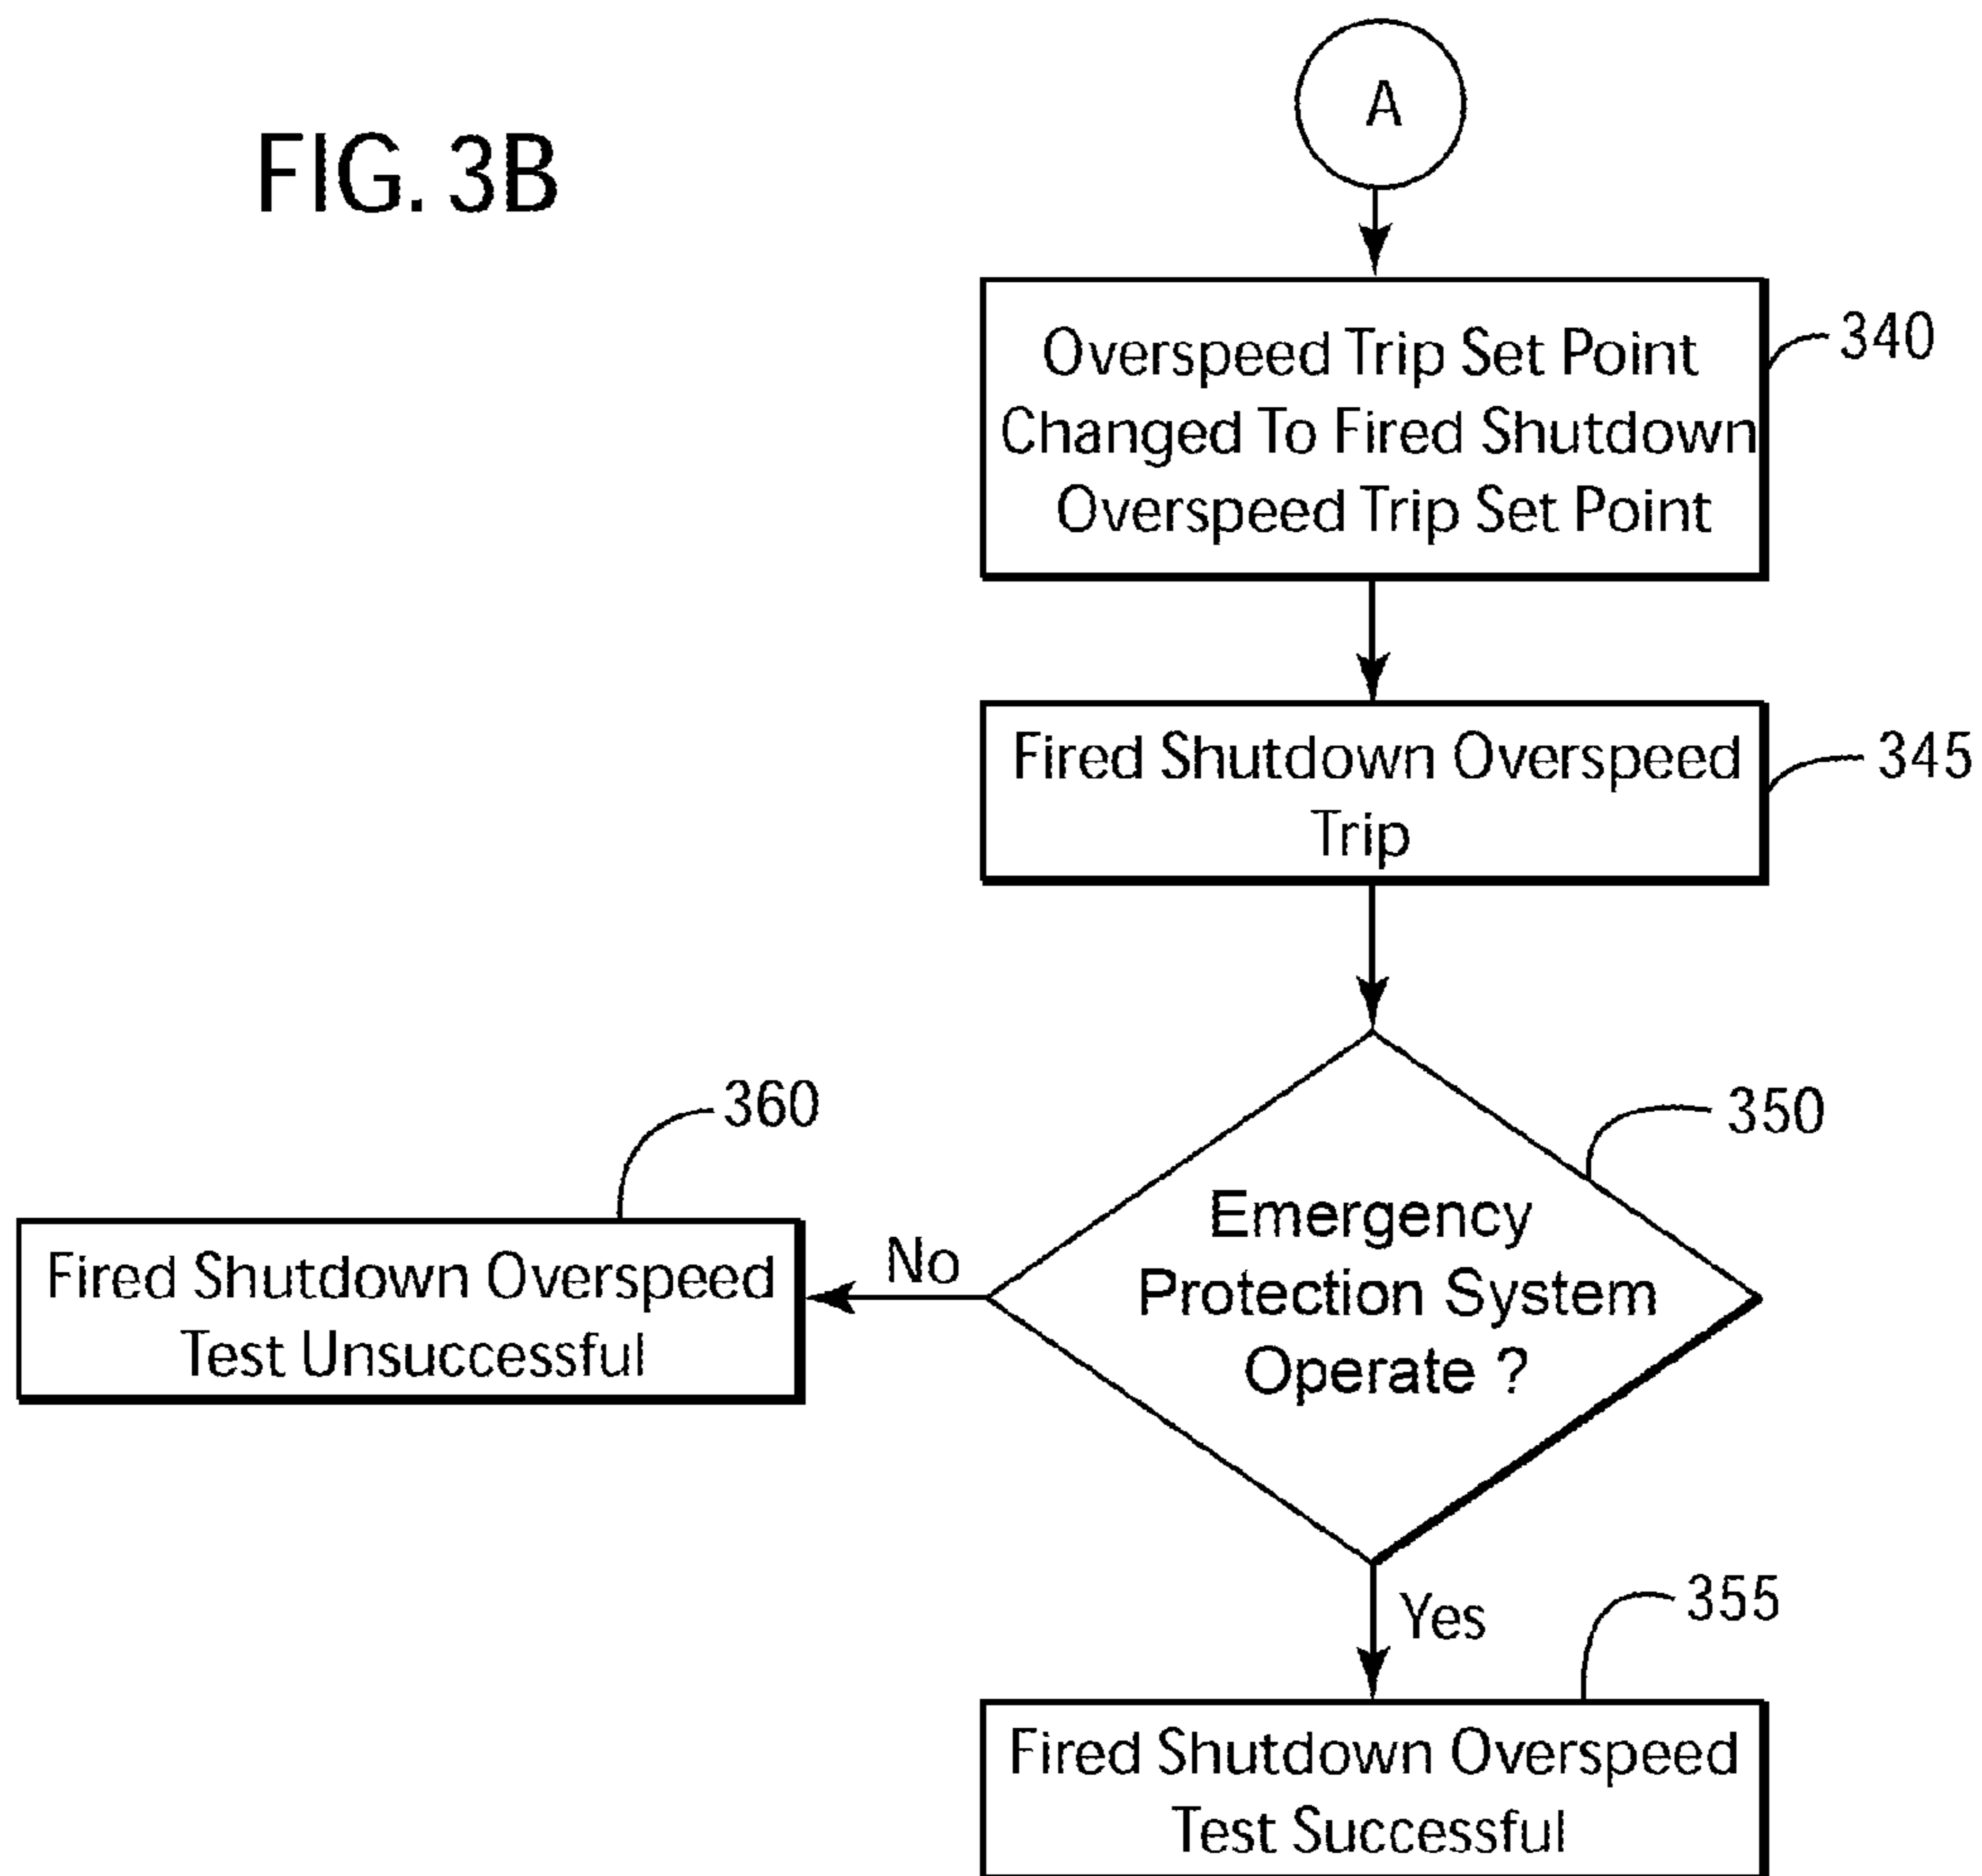 FIG. 3B
A
Overspeed Trip Set Point
Changed To Fired Shutdown
Overspeed Trip Set Point
340
Fired Shutdown Overspeed
Trip
345
Emergency
Protection System
Operate ?
350
No
360
Fired Shutdown Overspeed
Test Unsuccessful
Yes
355
Fired Shutdown Overspeed
Test Successful